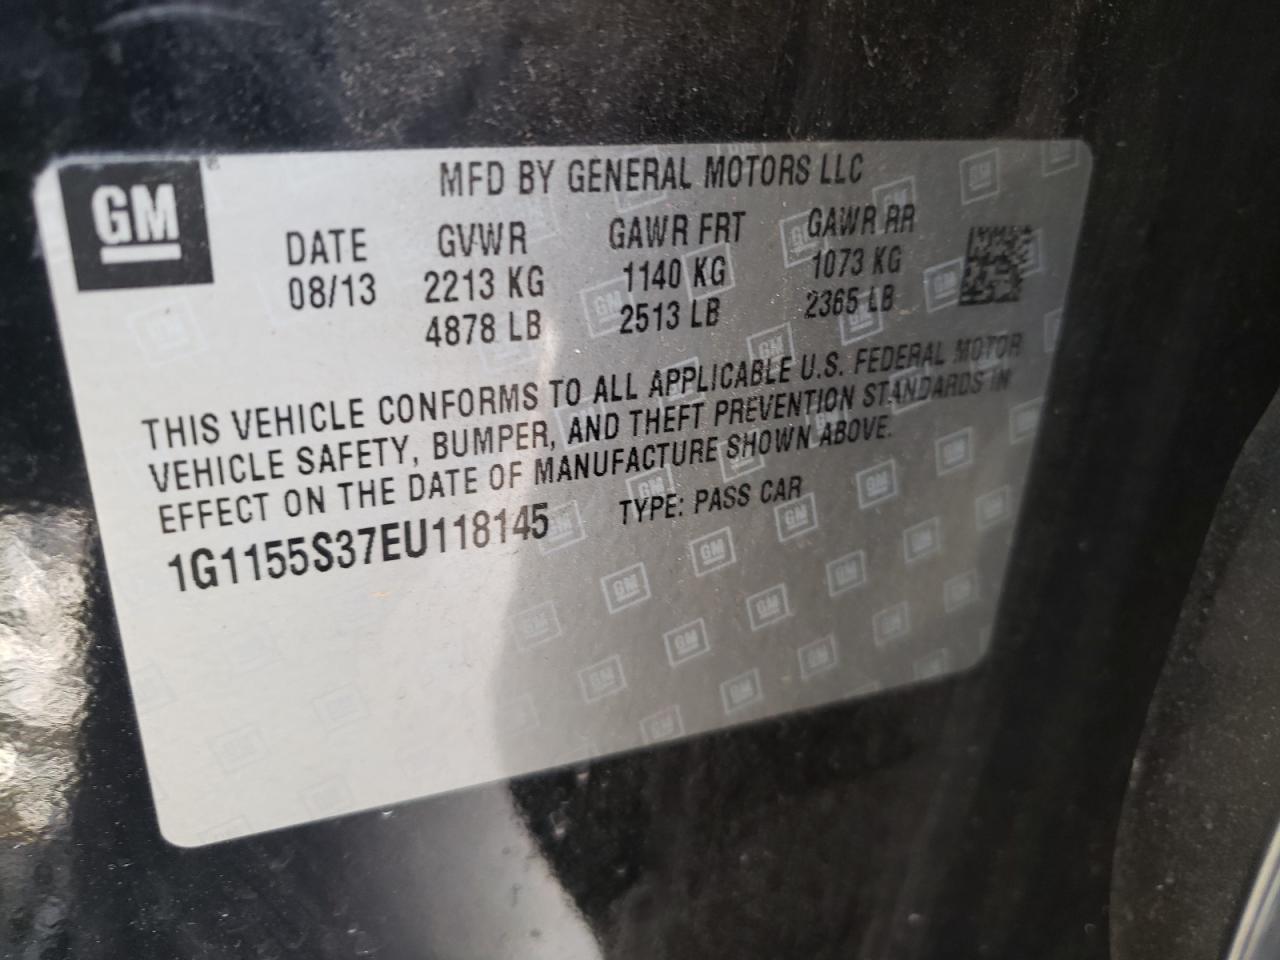 GM
MFD BY GENERAL MOTORS LLC
DATE GVWR GAWR FRT GAWR RR
08/13 2213 KG 1140 KG 1073 KG
4878 LB 2513 LB 2365 LB
THIS VEHICLE CONFORMS TO ALL APPLICABLE U.S. FEDERAL MOTOR
VEHICLE SAFETY, BUMPER, AND THEFT PREVENTION STANDARDS IN
EFFECT ON THE DATE OF MANUFACTURE SHOWN ABOVE.
1G1155S37EU118145 TYPE: PASS CAR